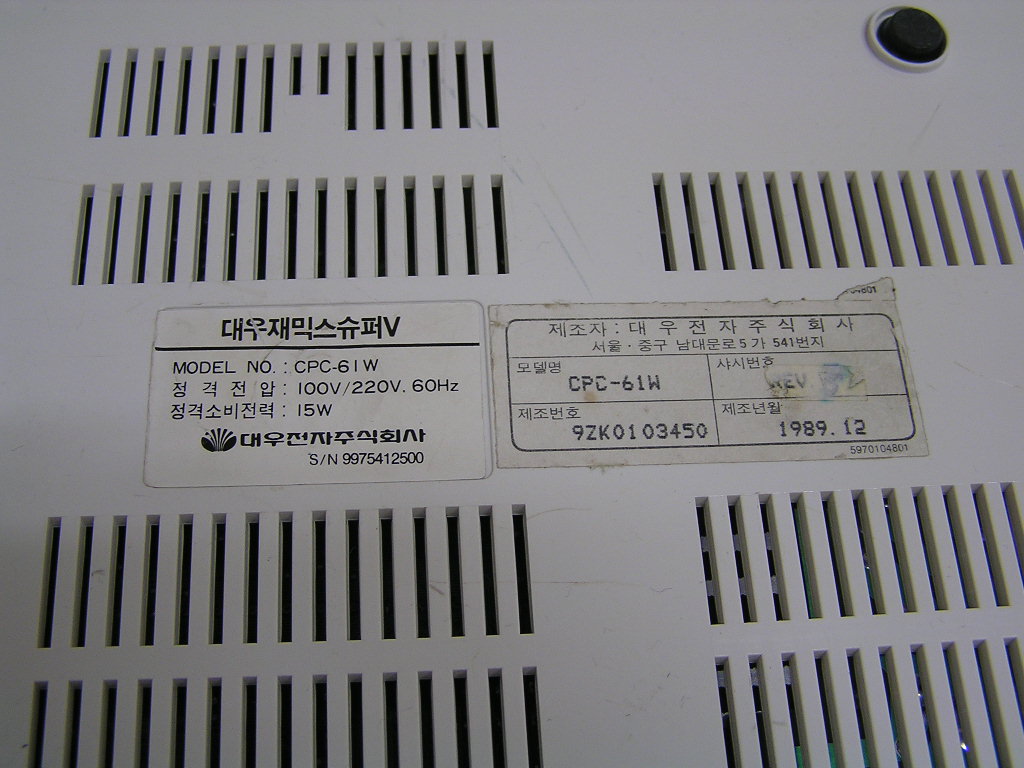 대우재믹스슈퍼V
MODEL NO. : CPC-61W
정격전압 : 100V/220V. 60Hz
정격소비전력 : 15W
대우전자주식회사
S/N 9975412500
04801
제조자 : 대우전자주식회사
서울·중구 남대문로5가 541번지
모델명 CPC-61W
샤시번호 REV
제조번호 9ZK0103450
제조년월 1989.12
5970104801